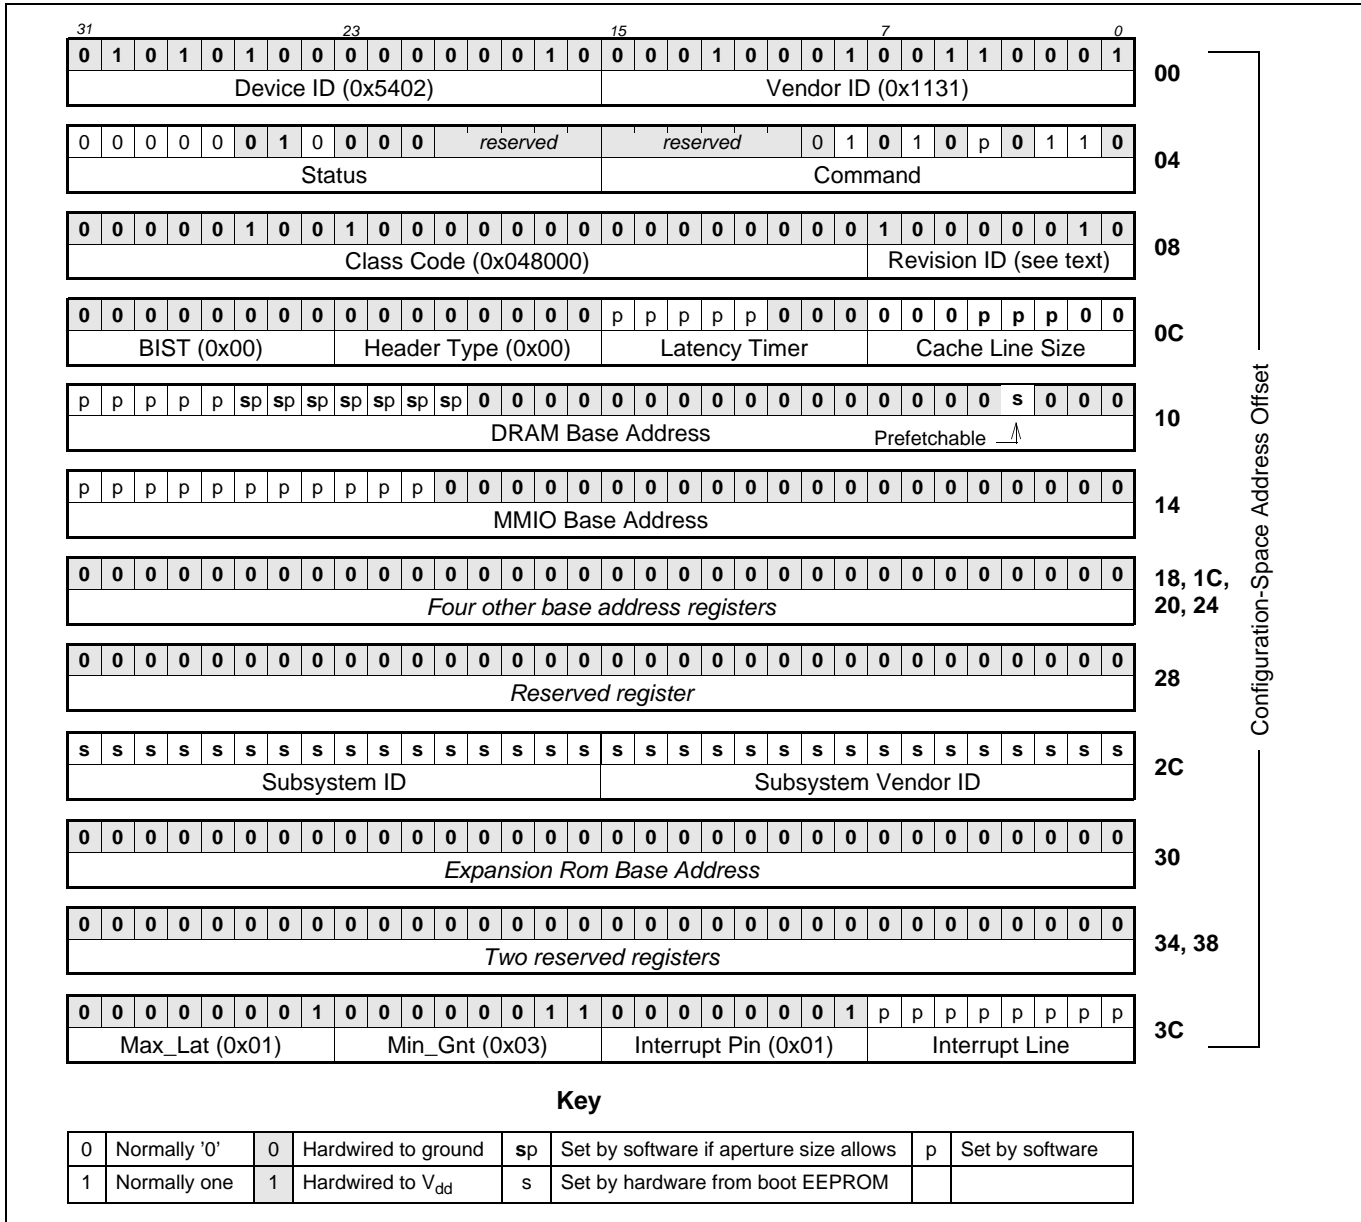 31 23 15 7 0
0 1 0 1 0 1 0 0 0 0 0 0 0 0 1 0 0 0 0 1 0 0 0 1 0 0 1 1 0 0 0 1
00
Device ID (0x5402) Vendor ID (0x1131)
0 0 0 0 0 0 1 0 0 0 0 reserved reserved 0 1 0 1 0 p 0 1 1 0
04
Status Command
0 0 0 0 0 1 0 0 1 0 0 0 0 0 0 0 0 0 0 0 0 0 0 0 1 0 0 0 0 0 1 0
08
Class Code (0x048000) Revision ID (see text)
0 0 0 0 0 0 0 0 0 0 0 0 0 0 0 0 p p p p p 0 0 0 0 0 0 p p p 0 0
0C
BIST (0x00) Header Type (0x00) Latency Timer Cache Line Size
p p p p p sp sp sp sp sp sp sp 0 0 0 0 0 0 0 0 0 0 0 0 0 0 0 0 s 0 0 0
10
DRAM Base Address Prefetchable
p p p p p p p p p p p 0 0 0 0 0 0 0 0 0 0 0 0 0 0 0 0 0 0 0 0 0
14
MMIO Base Address
0 0 0 0 0 0 0 0 0 0 0 0 0 0 0 0 0 0 0 0 0 0 0 0 0 0 0 0 0 0 0 0
18, 1C,
20, 24
Four other base address registers
0 0 0 0 0 0 0 0 0 0 0 0 0 0 0 0 0 0 0 0 0 0 0 0 0 0 0 0 0 0 0 0
28
Reserved register
s s s s s s s s s s s s s s s s s s s s s s s s s s s s s s s s
2C
Subsystem ID Subsystem Vendor ID
0 0 0 0 0 0 0 0 0 0 0 0 0 0 0 0 0 0 0 0 0 0 0 0 0 0 0 0 0 0 0 0
30
Expansion Rom Base Address
0 0 0 0 0 0 0 0 0 0 0 0 0 0 0 0 0 0 0 0 0 0 0 0 0 0 0 0 0 0 0 0
34, 38
Two reserved registers
0 0 0 0 0 0 0 1 0 0 0 0 0 0 1 1 0 0 0 0 0 0 0 1 p p p p p p p p
3C
Max_Lat (0x01) Min_Gnt (0x03) Interrupt Pin (0x01) Interrupt Line
Configuration-Space Address Offset
Key
0 Normally '0' 0 Hardwired to ground sp Set by software if aperture size allows p Set by software
1 Normally one 1 Hardwired to Vdd s Set by hardware from boot EEPROM